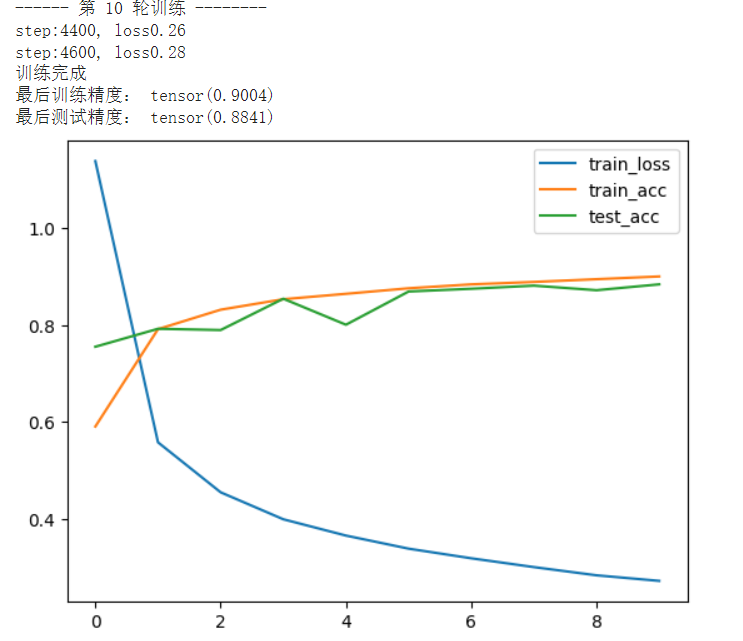 ------ 第 10 轮训练 --------
step:4400, loss0.26
step:4600, loss0.28
训练完成
最后训练精度： tensor(0.9004)
最后测试精度： tensor(0.8841)
train_loss
train_acc
test_acc
1.0
0.8
0.6
0.4
0 2 4 6 8